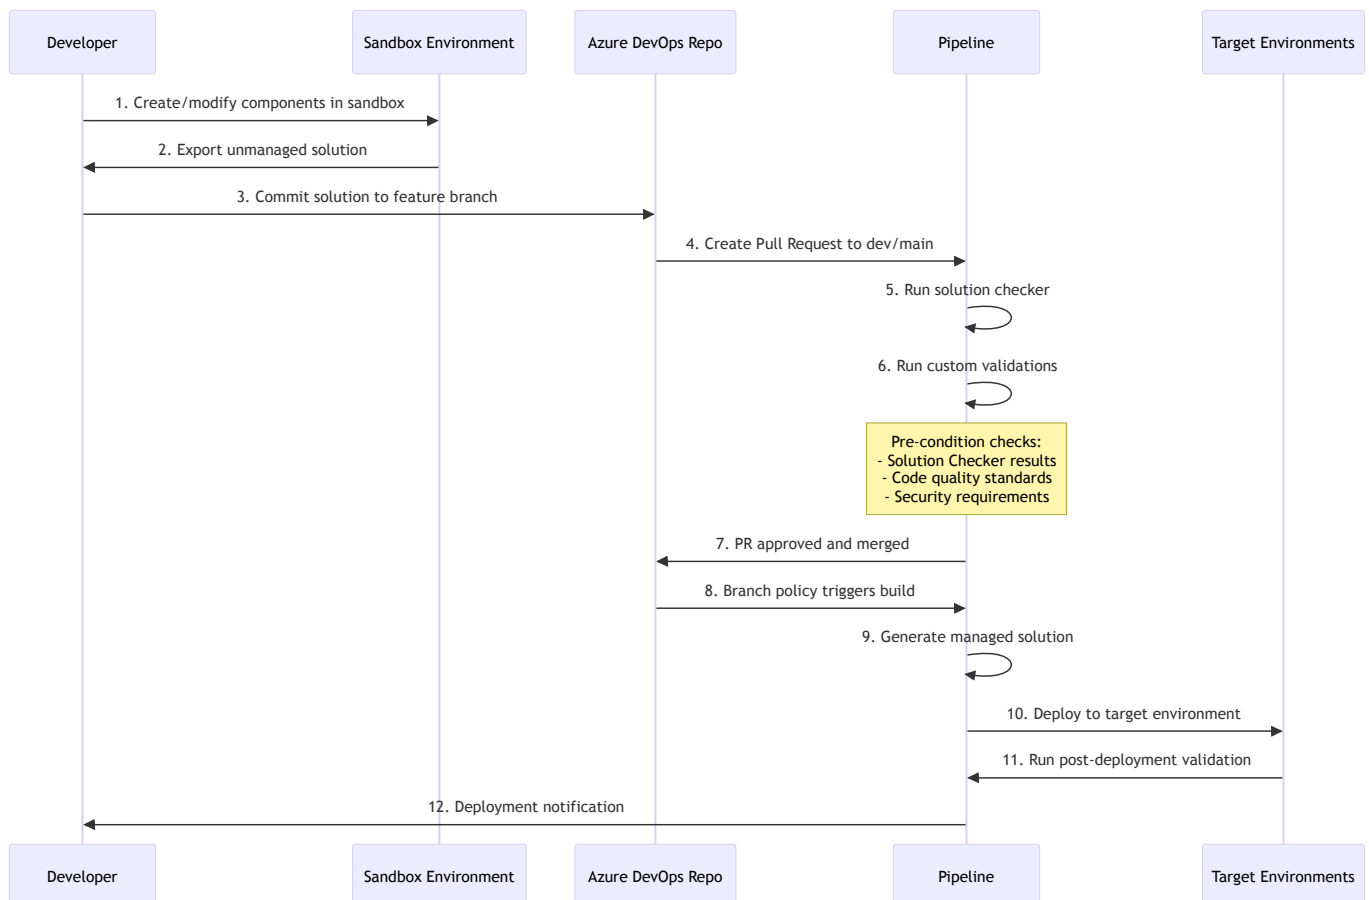 Developer
Sandbox Environment
Azure DevOps Repo
Pipeline
Target Environments
1. Create/modify components in sandbox
2. Export unmanaged solution
3. Commit solution to feature branch
4. Create Pull Request to dev/main
5. Run solution checker
6. Run custom validations
Pre-condition checks:
- Solution Checker results
- Code quality standards
- Security requirements
7. PR approved and merged
8. Branch policy triggers build
9. Generate managed solution
10. Deploy to target environment
11. Run post-deployment validation
12. Deployment notification
Developer
Sandbox Environment
Azure DevOps Repo
Pipeline
Target Environments